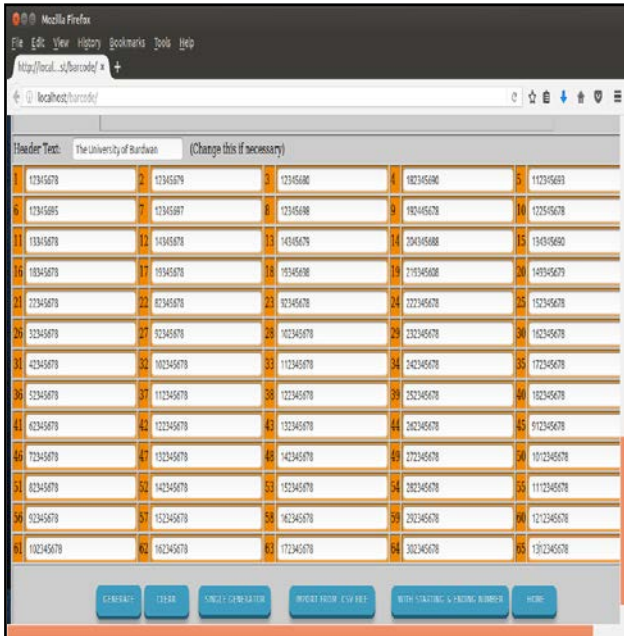 Mozilla Firefox
File Edit View History Bookmarks Tools Help
http://local...st/barcode/ × +
localhost/barcode/
Header Text: The University of Burdwan (Change this if necessary)
1 12345678 2 12345679 3 12345680 4 182345690 5 112345693
6 12345695 7 12345697 8 12345698 9 192445678 10 122545678
11 13345678 12 14345678 13 14345679 14 204345688 15 134345690
16 18345678 17 19345678 18 19345698 19 219345608 20 149345679
21 22345678 22 82345678 23 92345678 24 222345678 25 152345678
26 32345678 27 92345678 28 102345678 29 232345678 30 162345678
31 42345678 32 102345678 33 112345678 34 242345678 35 172345678
36 52345678 37 112345678 38 122345678 39 252345678 40 182345678
41 62345678 42 122345678 43 132345678 44 262345678 45 912345678
46 72345678 47 132345678 48 142345678 49 272345678 50 1012345678
51 82345678 52 142345678 53 152345678 54 282345678 55 1112345678
56 92345678 57 152345678 58 162345678 59 292345678 60 1212345678
61 102345678 62 162345678 63 172345678 64 302345678 65 1312345678
GENERATE CLEAR SINGLE GENERATOR IMPORT FROM CSV FILE WITH STARTING & ENDING NUMBER HOME